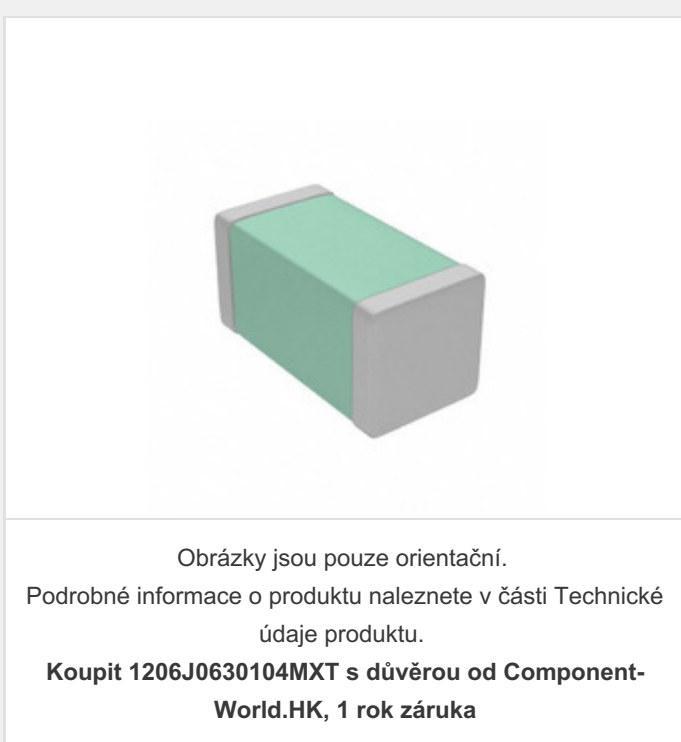 Obrázky jsou pouze orientační.
Podrobné informace o produktu naleznete v části Technické
údaje produktu.
Koupit 1206J0630104MXT s důvěrou od Component-
World.HK, 1 rok záruka